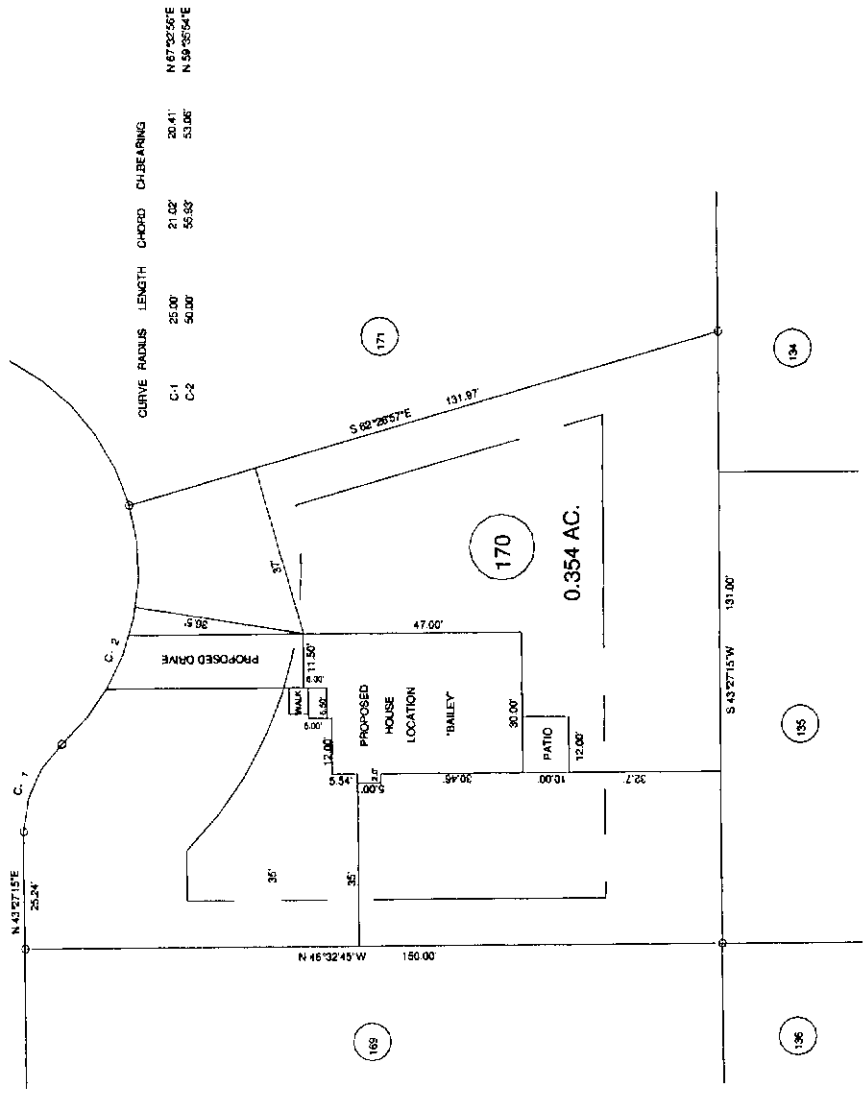 CURVE RADIUS LENGTH CHORD CH.BEARING
C-1 25.00' 21.02' 20.41' N 67°32'56"E
C-2 50.00' 55.93' 53.06' N 59°35'54"E
N 43°27'15"E
25.24'
C. 1
C. 2
PROPOSED DRIVE
36.5'
37'
S 62°26'57"E
131.97'
171
WALK
6.30'
11.50'
5.50'
5.00'
12.00'
5.54'
5.00'
2.0'
47.00'
PROPOSED
HOUSE
LOCATION
"BAILEY"
30.46'
30.00'
PATIO
10.00'
12.00'
32.7'
35'
35'
170
0.354 AC.
N 46°32'45"W 150.00'
169
S 43°27'15"W 131.00'
134
135
136